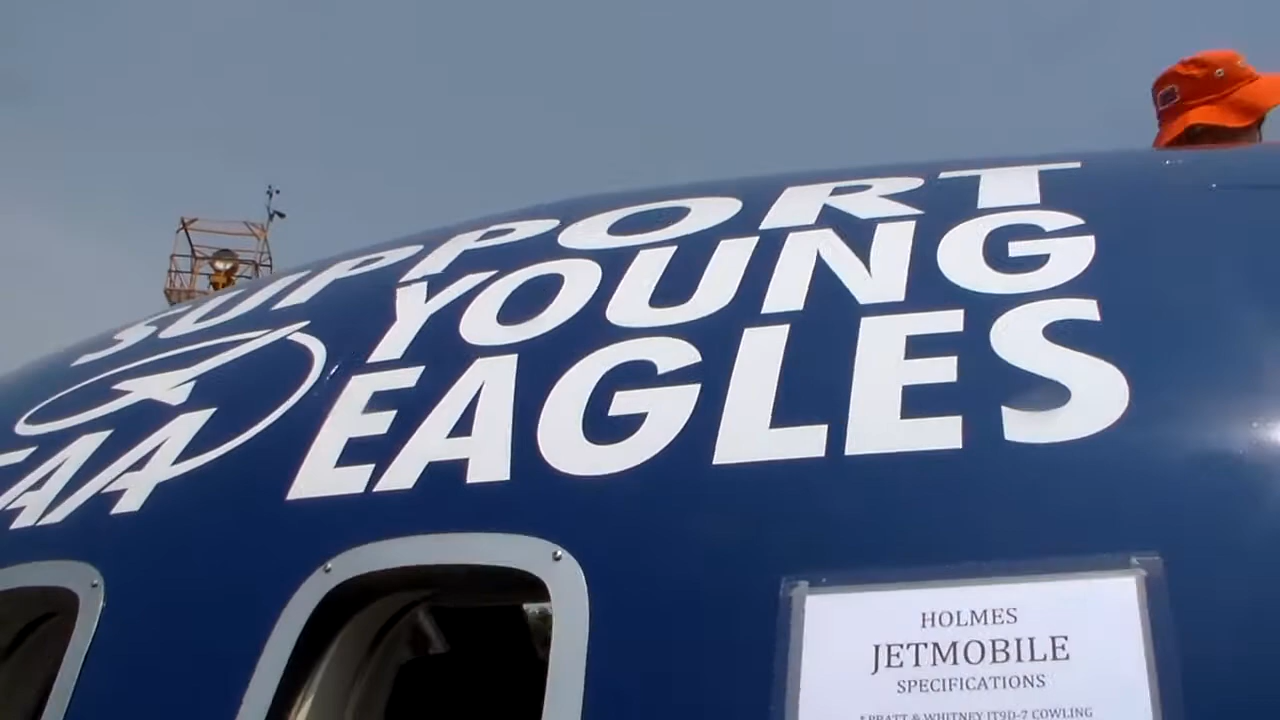 SUPPORT
YOUNG
EAGLES
EAA
HOLMES
JETMOBILE
SPECIFICATIONS
* PRATT & WHITNEY JT9D-7 COWLING